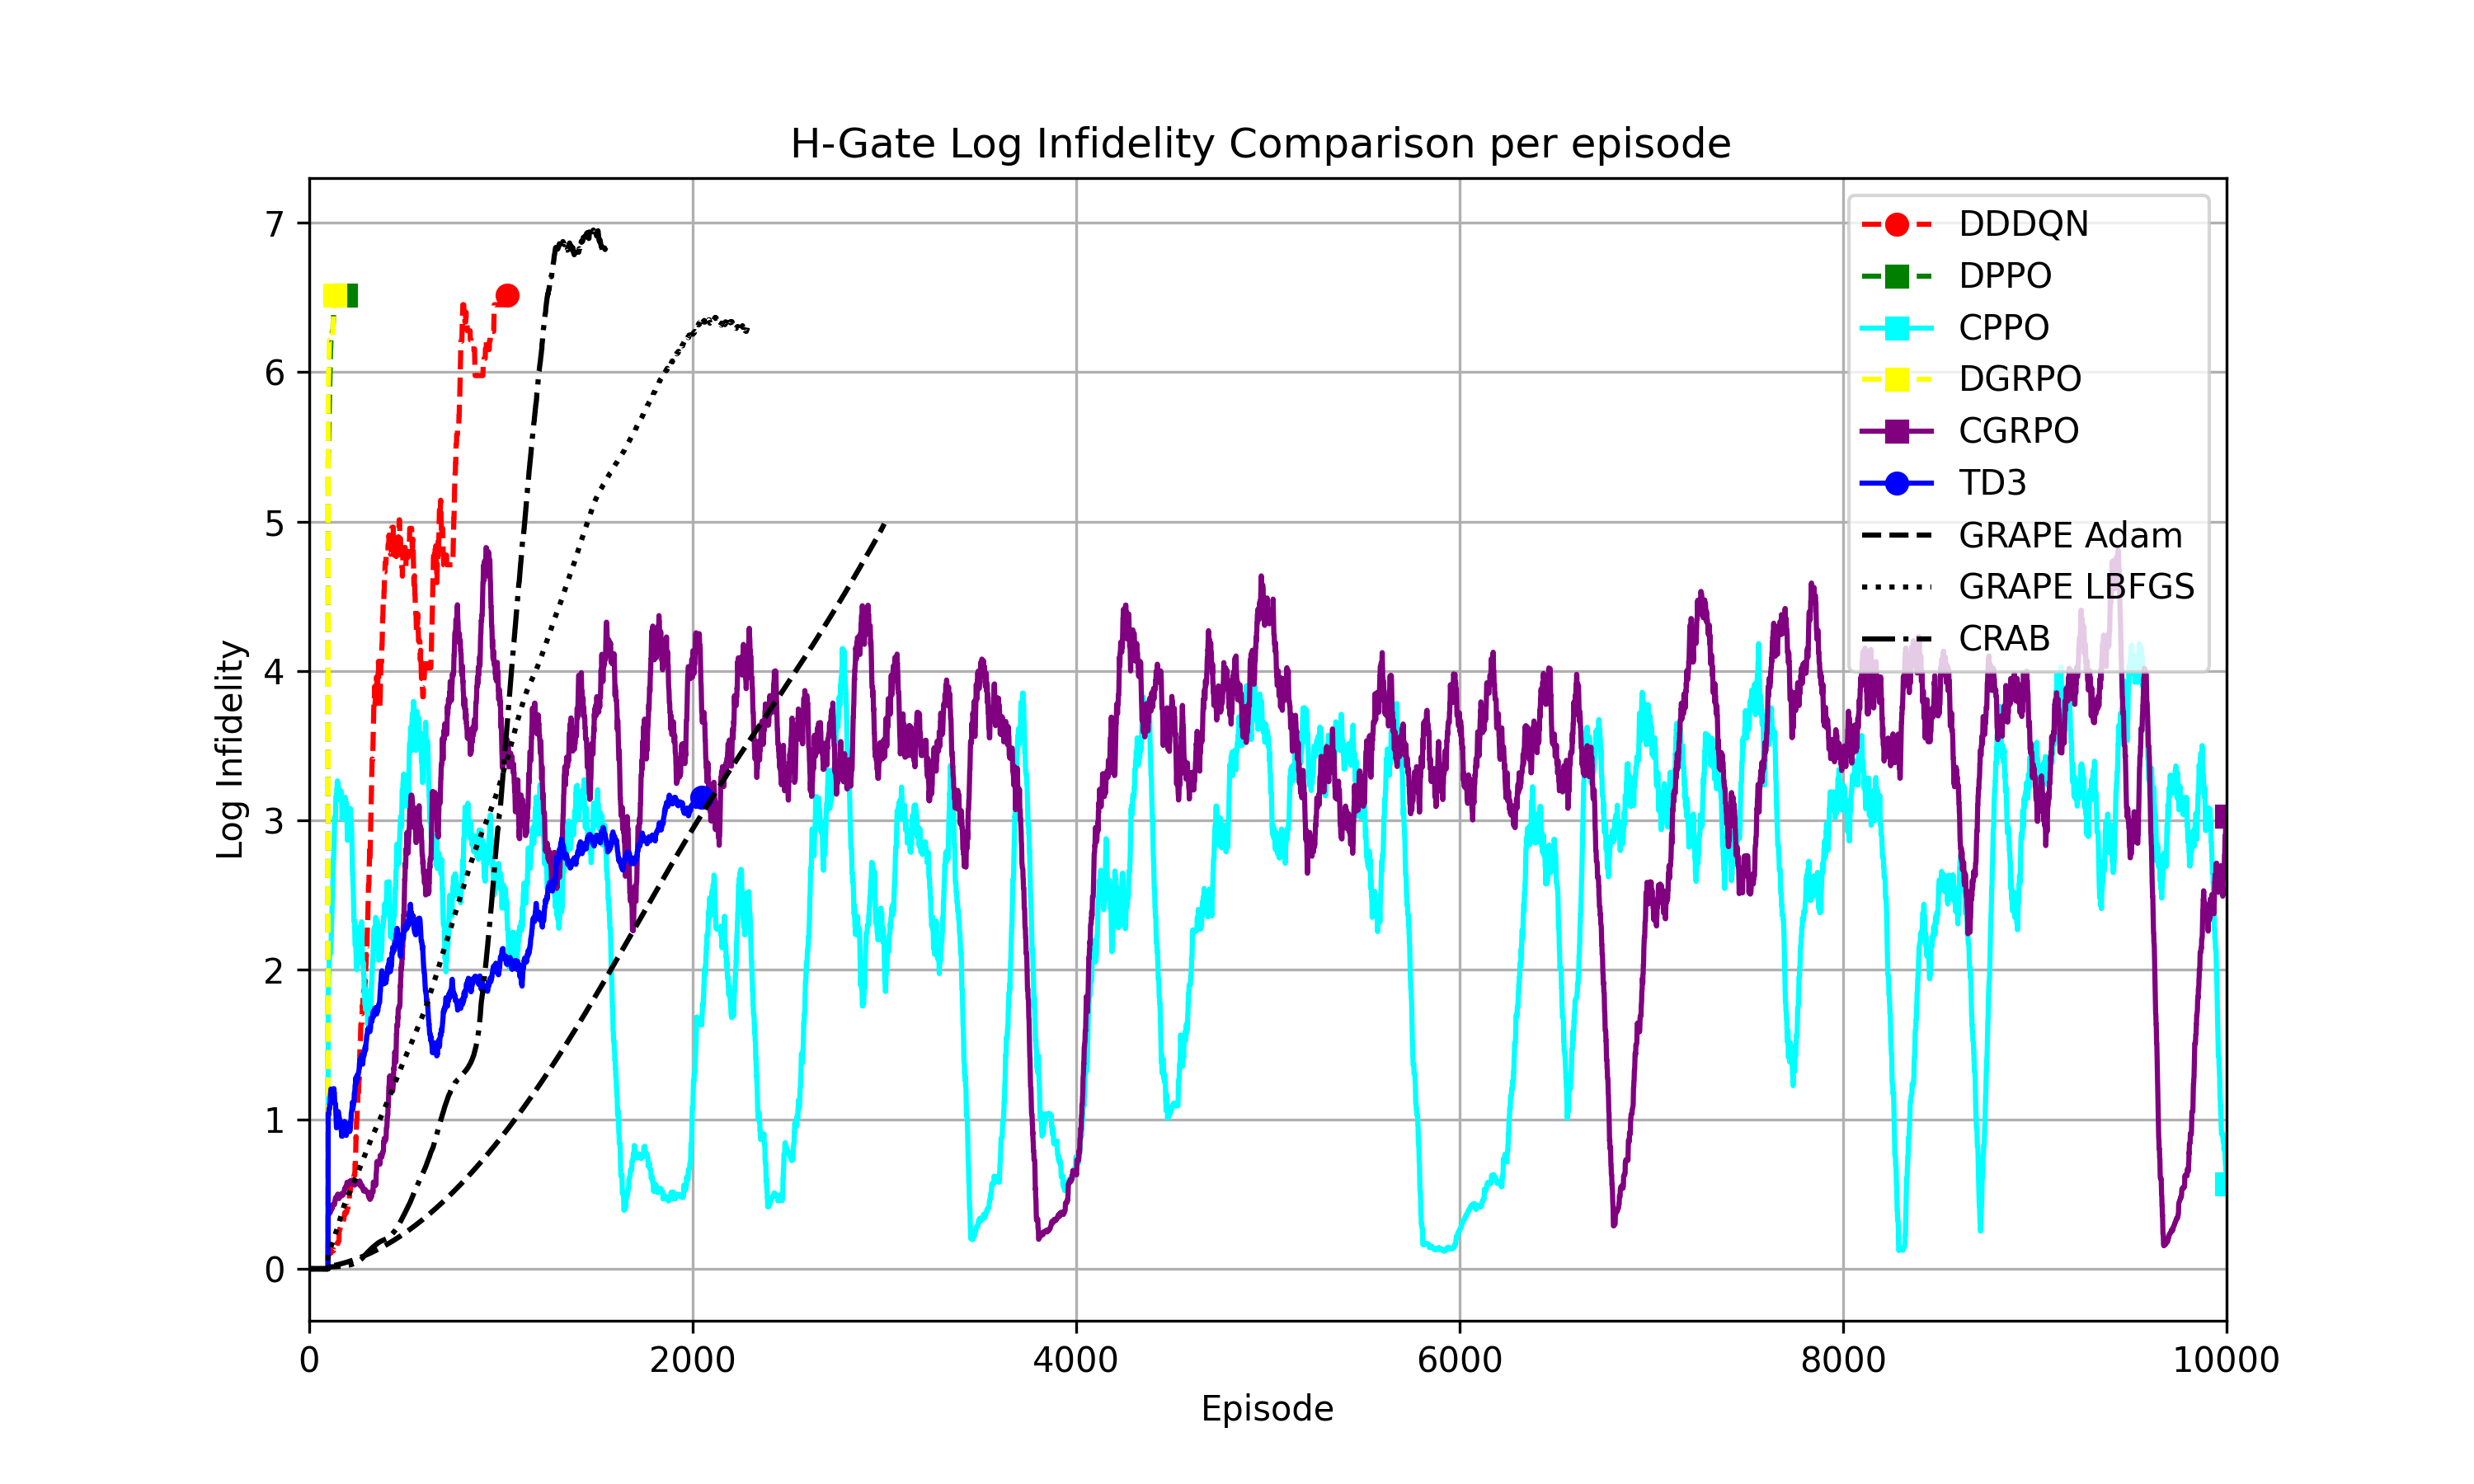 H-Gate Log Infidelity Comparison per episode
7
6
5
4
3
2
1
0
Log Infidelity
0
2000
4000
6000
8000
10000
Episode
DDDQN
DPPO
CPPO
DGRPO
CGRPO
TD3
GRAPE Adam
GRAPE LBFGS
CRAB